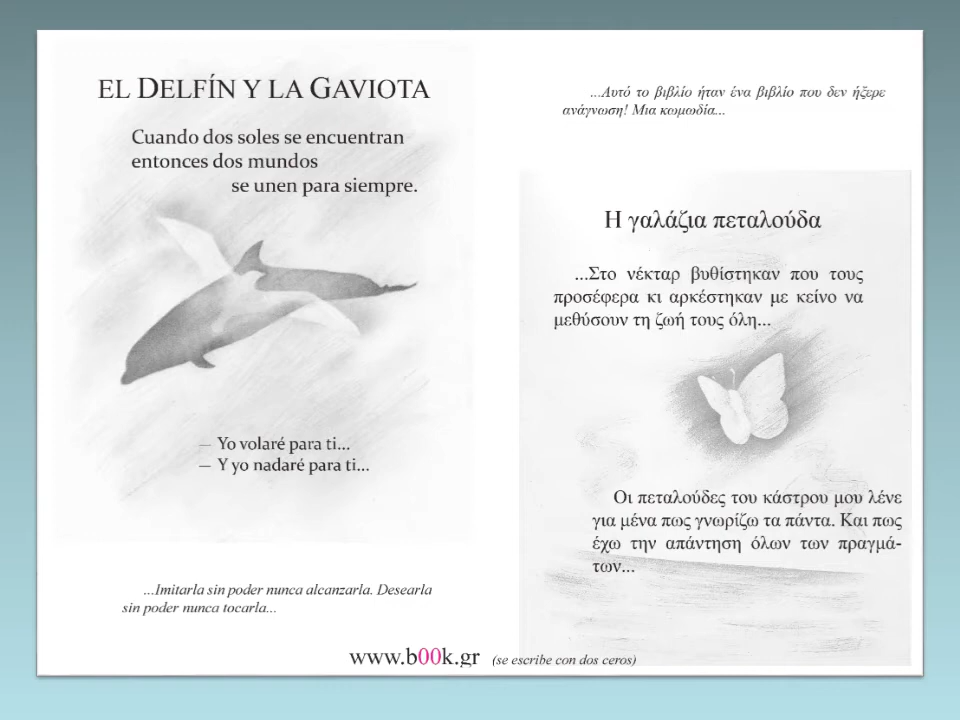 EL DELFÍN Y LA GAVIOTA
Cuando dos soles se encuentran
entonces dos mundos
se unen para siempre.
— Yo volaré para ti...
— Y yo nadaré para ti...
...Imitarla sin poder nunca alcanzarla. Desearla
sin poder nunca tocarla...
...Αυτό το βιβλίο ήταν ένα βιβλίο που δεν ήξερε
ανάγνωση! Μια κωμωδία...
Η γαλάζια πεταλούδα
...Στο νέκταρ βυθίστηκαν που τους
προσέφερα κι αρκέστηκαν με κείνο να
μεθύσουν τη ζωή τους όλη...
Οι πεταλούδες του κάστρου μου λένε
για μένα πως γνωρίζω τα πάντα. Και πως
έχω την απάντηση όλων των πραγμά-
των...
www.b00k.gr (se escribe con dos ceros)